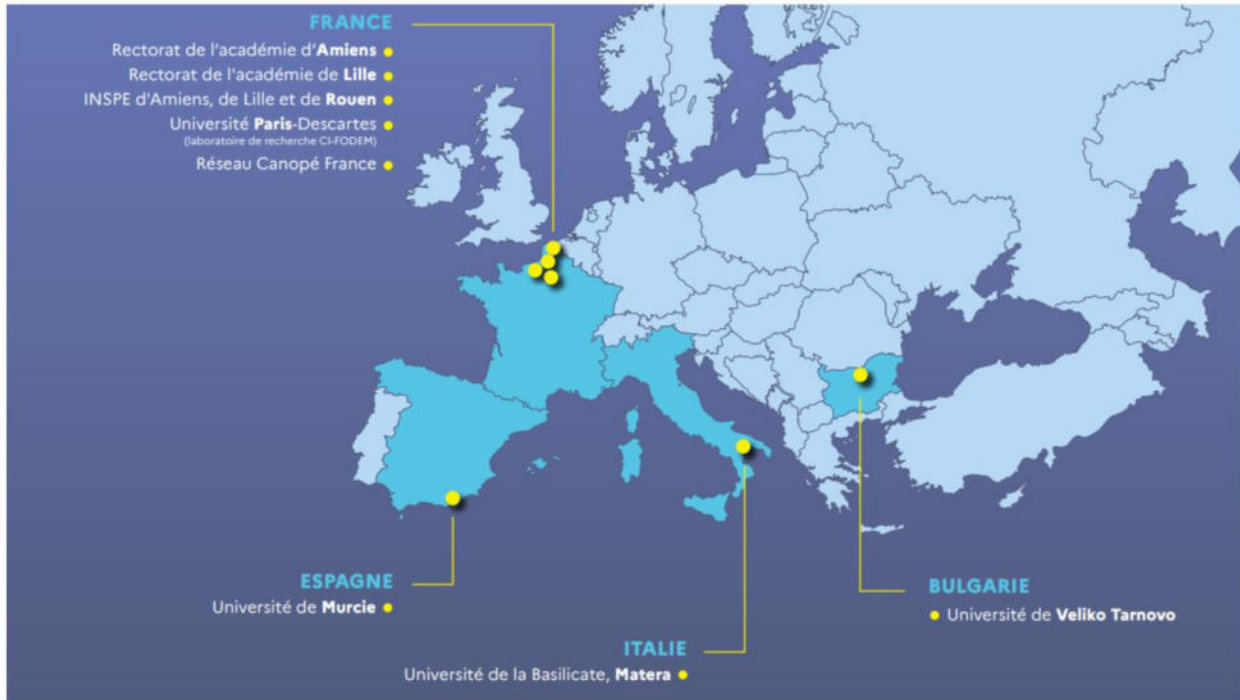 FRANCE
Rectorat de l'académie d'Amiens
Rectorat de l'académie de Lille
INSPE d'Amiens, de Lille et de Rouen
Université Paris-Descartes
(laboratoire de recherche CI-FODEM)
Réseau Canopé France
ESPAGNE
Université de Murcie
ITALIE
Université de la Basilicate, Matera
BULGARIE
Université de Veliko Tarnovo